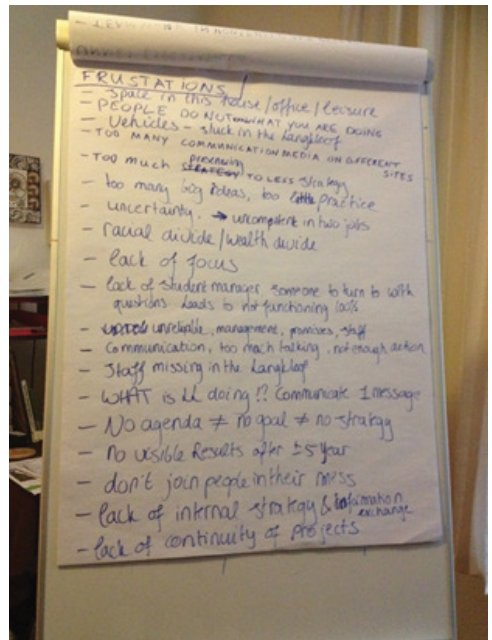 FRUSTATIONS
- Space in this house/office/leisure
- PEOPLE DO NOT WHAT YOU ARE DOING
- Vehicles - stuck in the Langkloof
- TOO MANY COMMUNICATION MEDIA ON DIFFERENT SITES
- TOO MUCH TO LESS strategy
- too many big ideas, too little practice
- uncertainty. → uncompetent in two jobs
- racial divide/wealth divide
- lack of focus
- lack of student manager someone to turn to with
questions leads to not functioning 100%
- unreliable, management, promises, staff
- Communication, too much talking, not enough action
- Staff missing in the Langkloof
- WHAT is LL doing!? Communicate 1 message
- No agenda ≠ no goal ≠ no strategy
- no visible Results after ±5 year
- don't join people in their mess
- lack of internal strategy & information
exchange
- lack of continuity of projects